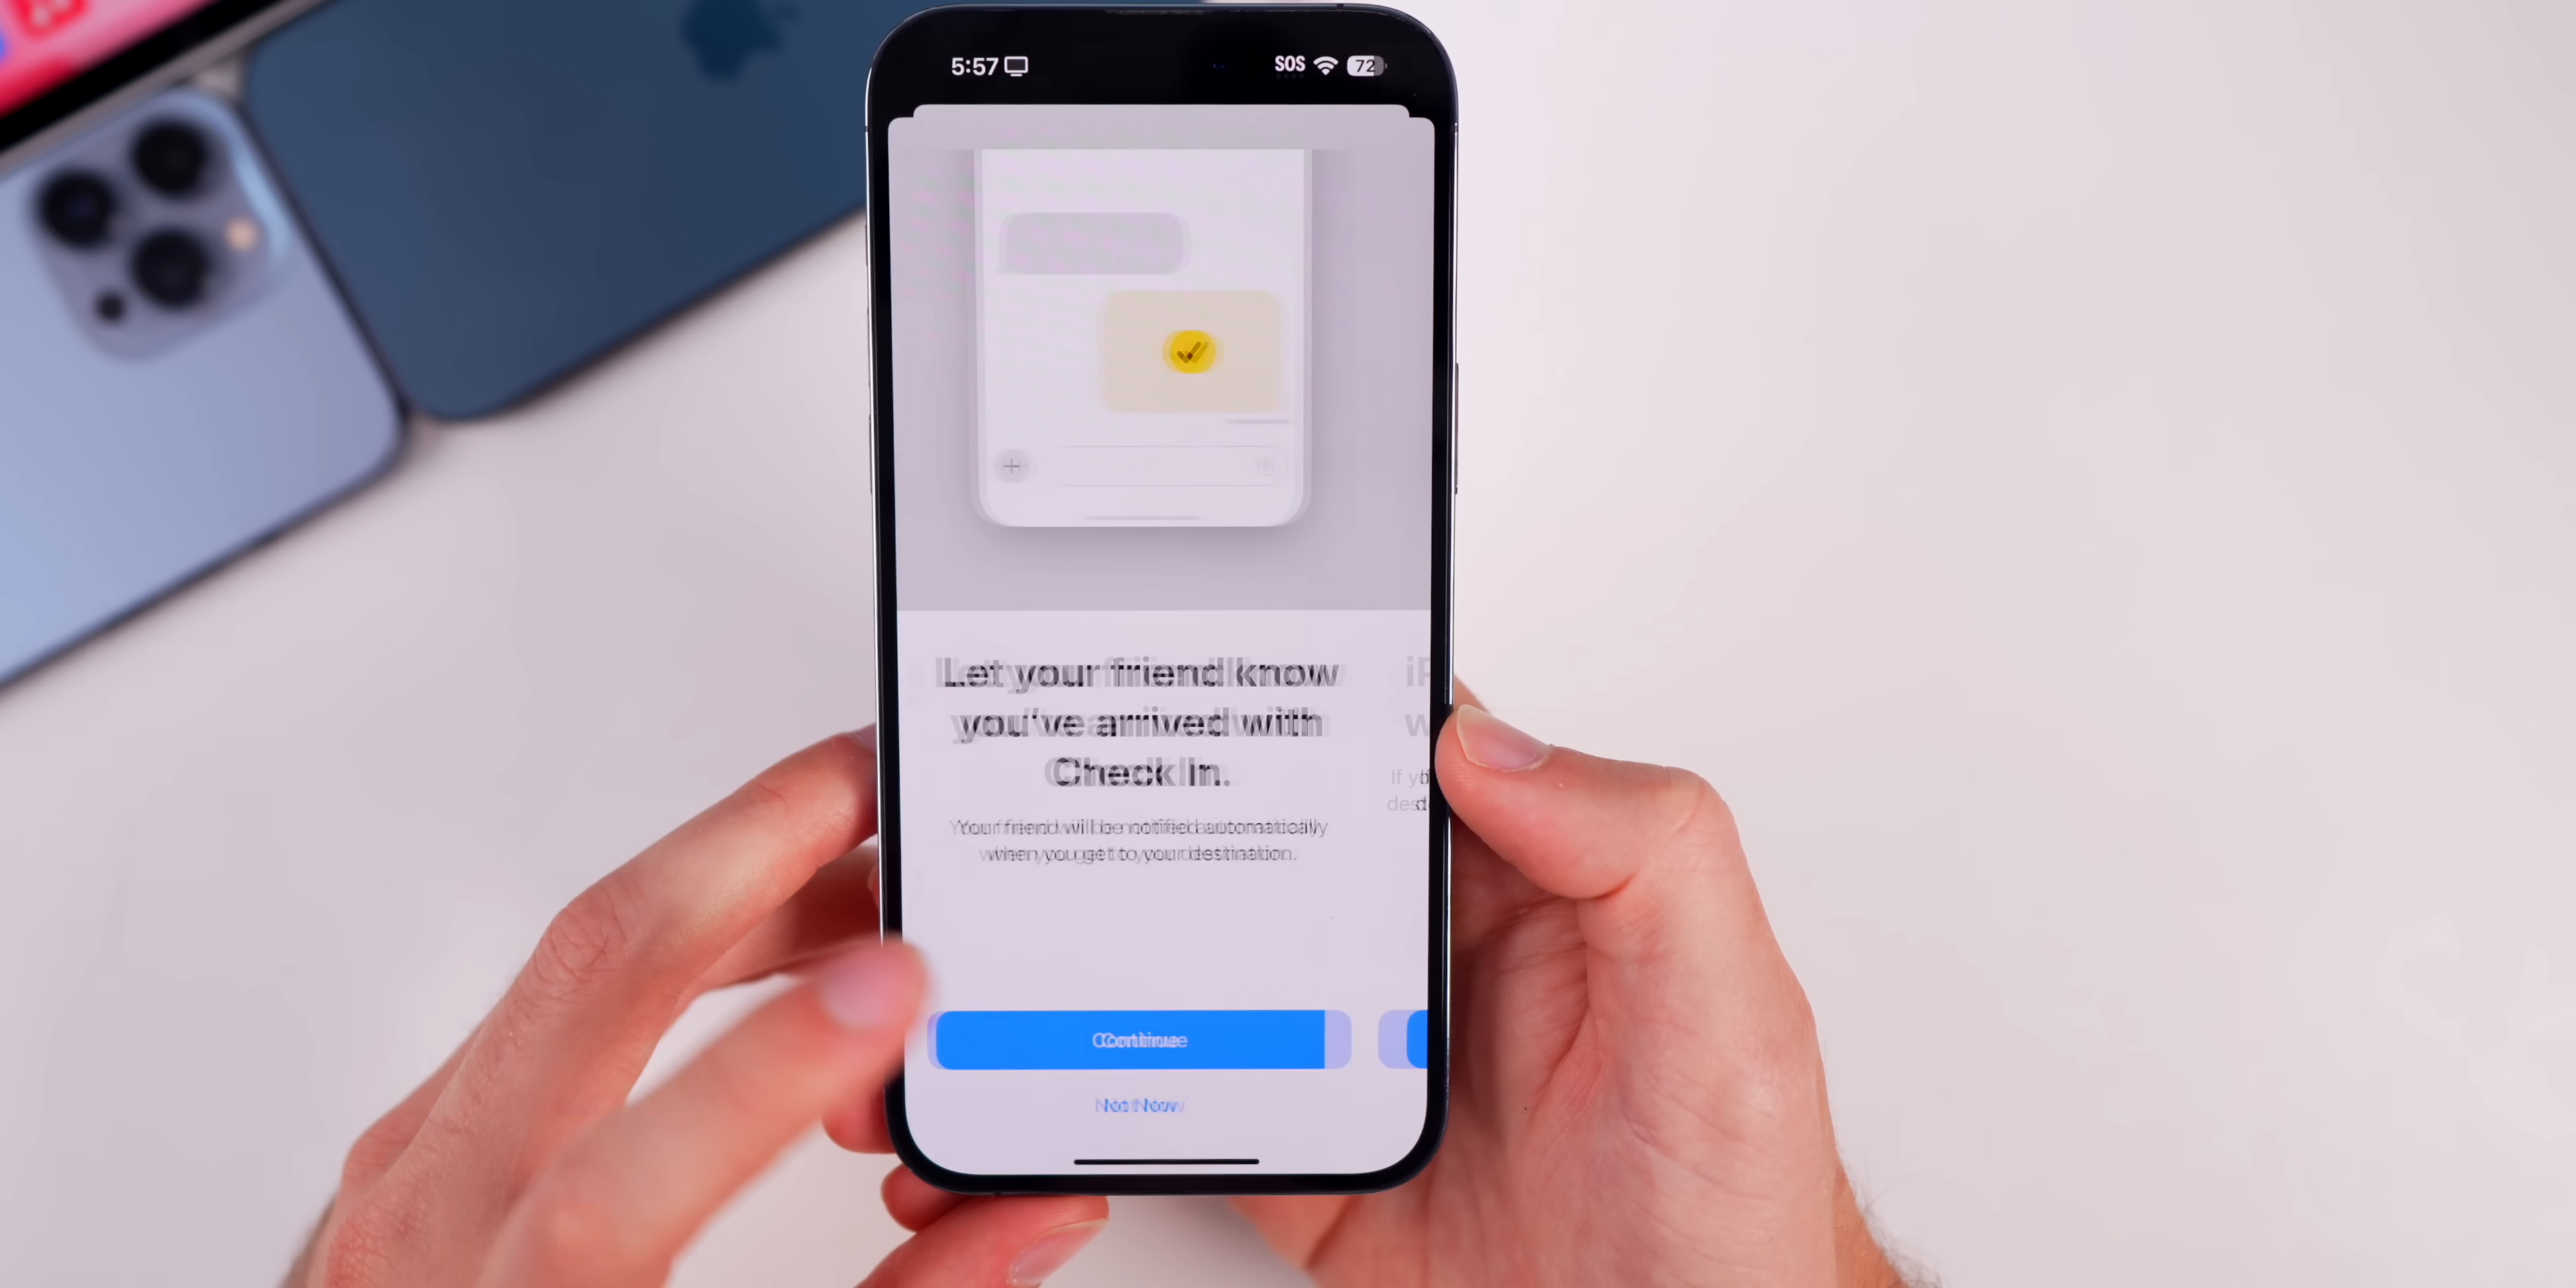 5:57
SOS
72
Let your friend know
you've arrived with
Check In.
Your friend will be notified automatically
when you get to your destination.
If
Continue
Not Now